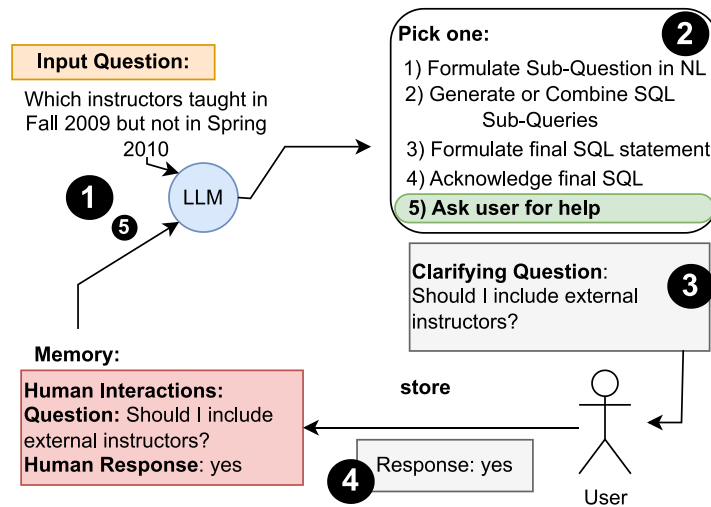 Input Question:
Which instructors taught in
Fall 2009 but not in Spring
2010
1
5
LLM
Pick one:
2
1) Formulate Sub-Question in NL
2) Generate or Combine SQL
Sub-Queries
3) Formulate final SQL statement
4) Acknowledge final SQL
5) Ask user for help
Clarifying Question:
Should I include external
instructors?
3
Memory:
Human Interactions:
Question: Should I include
external instructors?
Human Response: yes
store
4
Response: yes
User